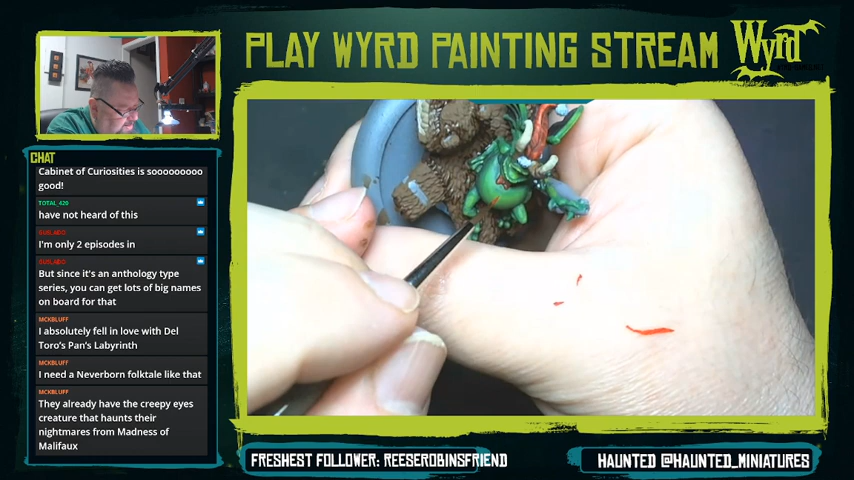 PLAY WYRD PAINTING STREAM
Wyrd
CHAT
Cabinet of Curiosities is sooooooooo
good!
TOTAL_420
have not heard of this
I'm only 2 episodes in
But since it's an anthology type
series, you can get lots of big names
on board for that
MCKBLUFF
I absolutely fell in love with Del
Toro's Pan's Labyrinth
MCKBLUFF
I need a Neverborn folktale like that
MCKBLUFF
They already have the creepy eyes
creature that haunts their
nightmares from Madness of
Malifaux
FRESHEST FOLLOWER: REESEROBINSFRIEND
HAUNTED @HAUNTED_MINIATURES